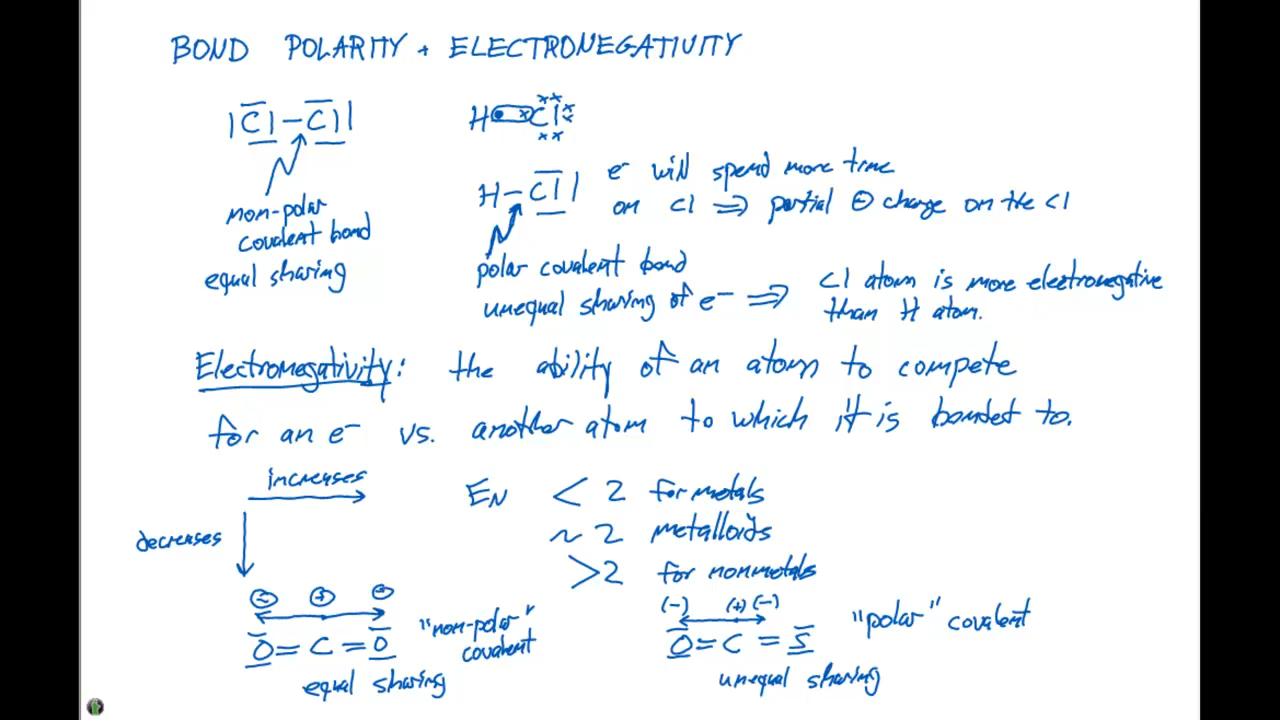 BOND POLARITY + ELECTRONEGATIVITY
|Cl-Cl|
H Cl
non-polar
covalent bond
equal sharing
H-Cl|
e- will spend more time
on Cl ⇒ partial ⊖ charge on the Cl
polar covalent bond
unequal sharing of e- ⇒ Cl atom is more electronegative
than H atom.
Electronegativity: the ability of an atom to compete
for an e- vs. another atom to which it is bonded to.
increases
decreases
EN < 2 for metals
~ 2 metalloids
>2 for nonmetals
⊖ ⊕ ⊖
O=C=O
"non-polar"
covalent
equal sharing
(-) (+) (-)
O=C=S
"polar" covalent
unequal sharing